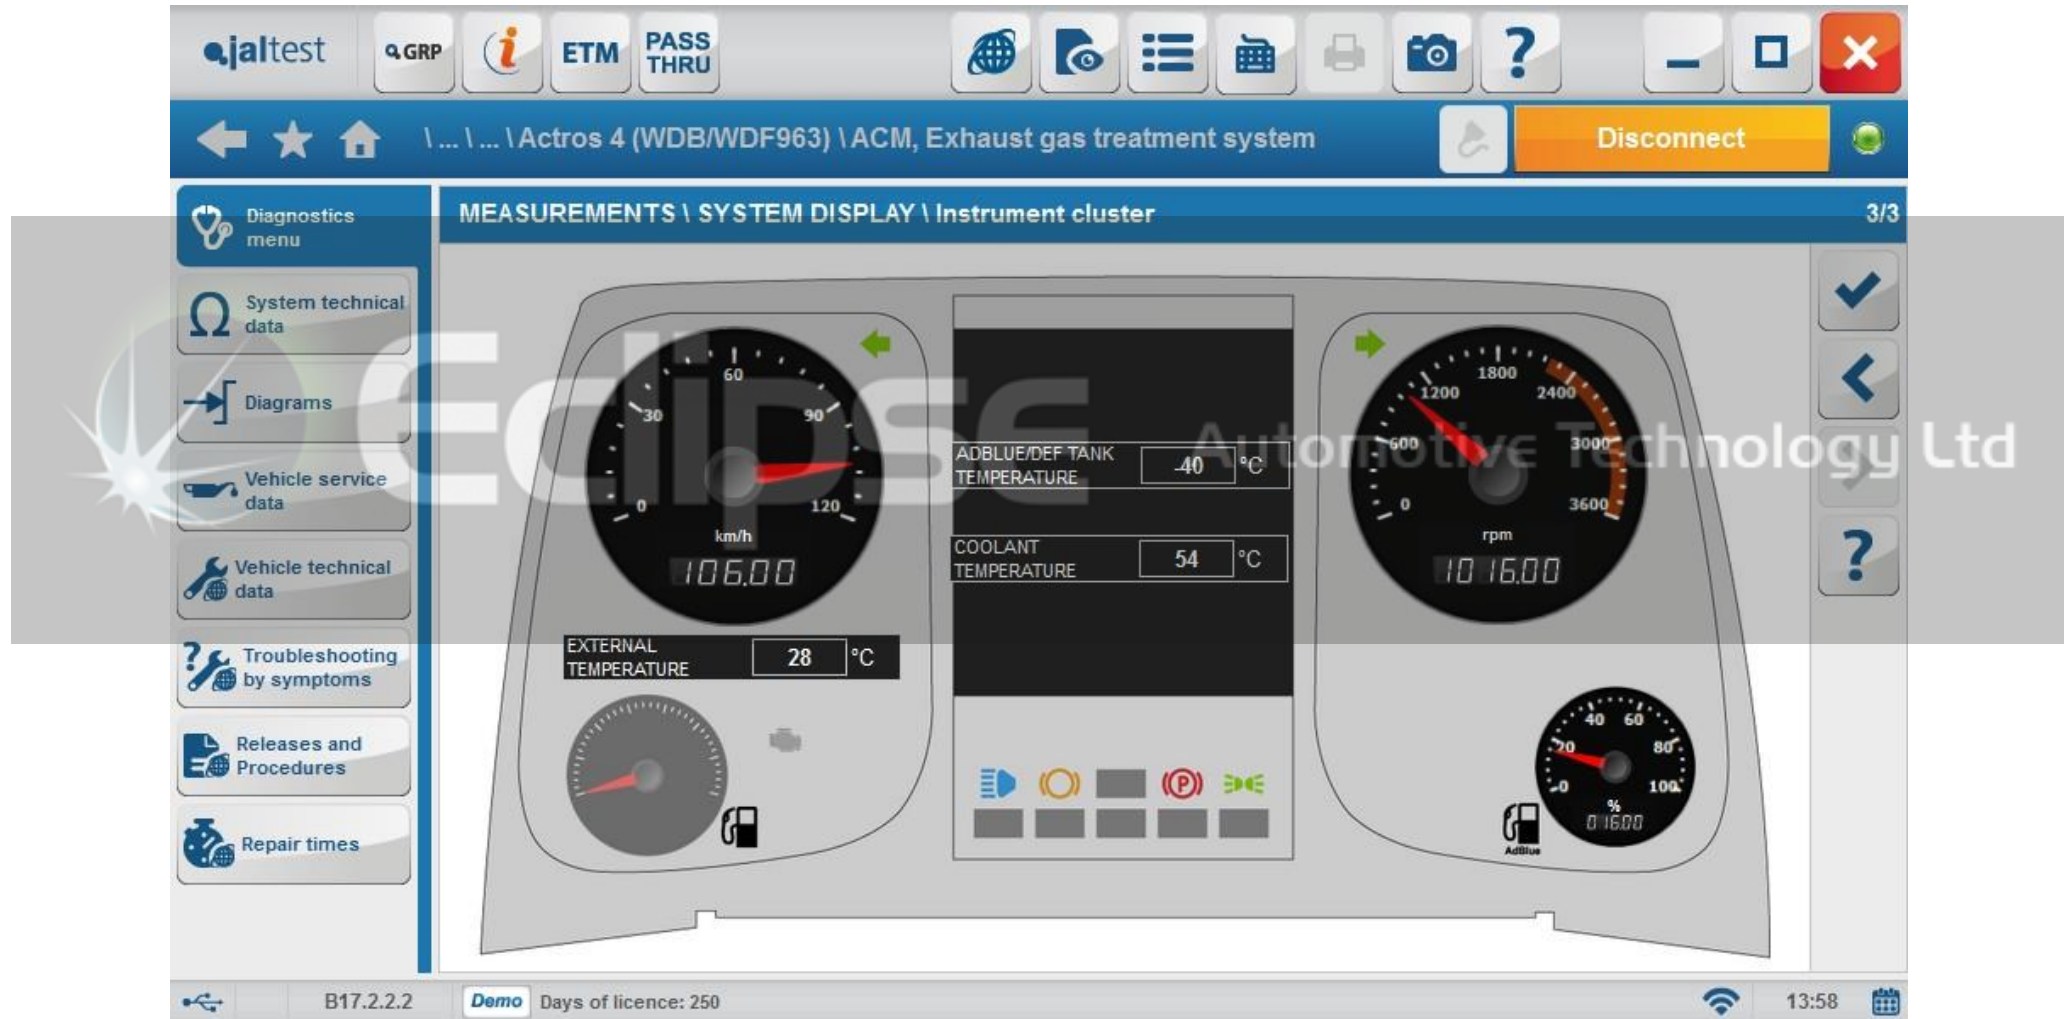 jaltest
GRP
i
ETM
PASS
THRU
?
\ ... \ ... \ Actros 4 (WDB/WDF963) \ ACM, Exhaust gas treatment system
Disconnect
Diagnostics
menu
System technical
data
Diagrams
Vehicle service
data
Vehicle technical
data
Troubleshooting
by symptoms
Releases and
Procedures
Repair times
MEASUREMENTS \ SYSTEM DISPLAY \ Instrument cluster
3/3
0
30
60
90
120
km/h
106.00
EXTERNAL
TEMPERATURE
28
°C
ADBLUE/DEF TANK
TEMPERATURE
-40
°C
COOLANT
TEMPERATURE
54
°C
(P)
0
600
1200
1800
2400
3000
3600
rpm
1016.00
0
20
40
60
80
100
%
016.00
AdBlue
?
Eclipse
Automotive Technology Ltd
B17.2.2.2
Demo
Days of licence: 250
13:58